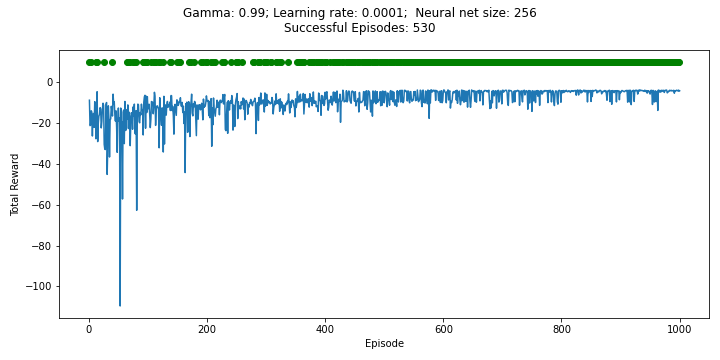 Gamma: 0.99; Learning rate: 0.0001;  Neural net size: 256
Successful Episodes: 530
0
−20
−40
−60
−80
−100
Total Reward
0 200 400 600 800 1000
Episode